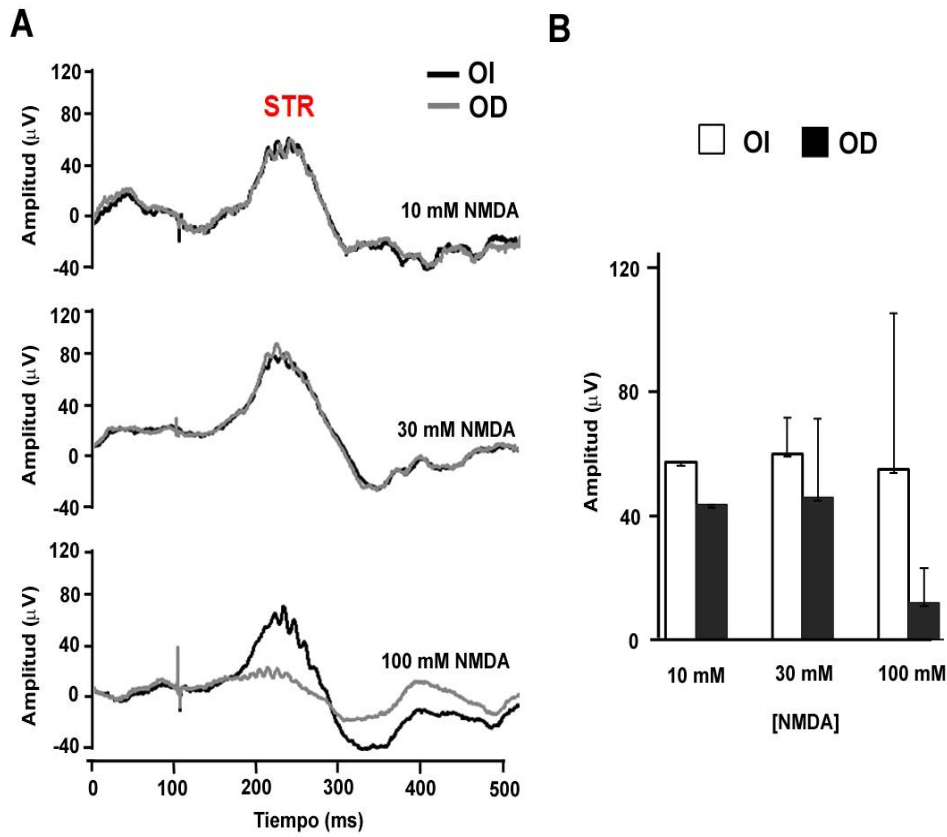 A
B
OI
OD
STR
120
80
40
0
-40
Amplitud (µV)
10 mM NMDA
120
80
40
0
-40
Amplitud (µV)
30 mM NMDA
120
80
40
0
-40
Amplitud (µV)
100 mM NMDA
0 100 200 300 400 500
Tiempo (ms)
OI OD
120
80
40
0
Amplitud (µV)
10 mM 30 mM 100 mM
[NMDA]